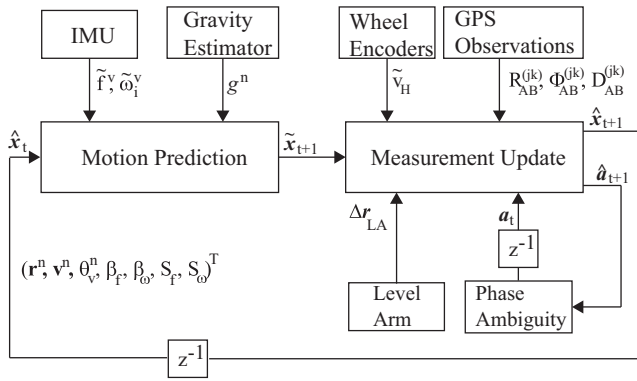 IMU
Gravity
Estimator
Wheel
Encoders
GPS
Observations
f̃ᵛ, ω̃ᵢᵛ
gⁿ
ṽ_H
R_AB^(jk), Φ_AB^(jk), D_AB^(jk)
x̂_t
Motion Prediction
x̃_t+1
Measurement Update
x̂_t+1
â_t+1
Δr_LA
a_t
z⁻¹
(rⁿ, vⁿ, θ_vⁿ, β_f, β_ω, S_f, S_ω)ᵀ
Level
Arm
Phase
Ambiguity
z⁻¹